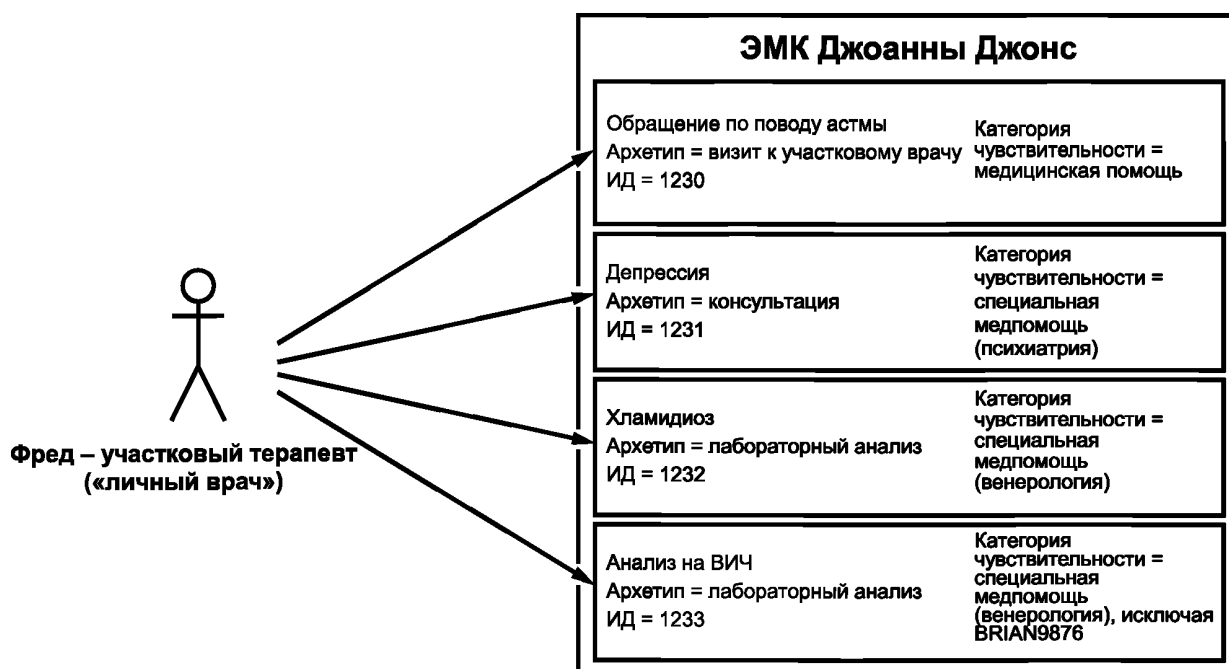 ЭМК Джоанны Джонс
Обращение по поводу астмы
Архетип = визит к участковому врачу
ИД = 1230
Категория
чувствительности =
медицинская помощь
Депрессия
Архетип = консультация
ИД = 1231
Категория
чувствительности =
специальная
медпомощь
(психиатрия)
Хламидиоз
Архетип = лабораторный анализ
ИД = 1232
Категория
чувствительности =
специальная
медпомощь
(венерология)
Анализ на ВИЧ
Архетип = лабораторный анализ
ИД = 1233
Категория
чувствительности =
специальная
медпомощь
(венерология), исключая
BRIAN9876
Фред – участковый терапевт
(«личный врач»)